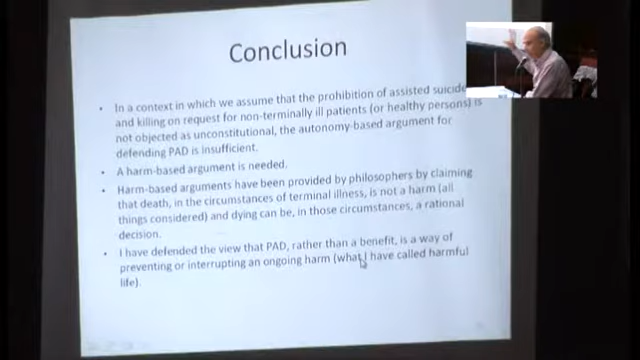 Conclusion
• In a context in which we assume that the prohibition of assisted suicide
and killing on request for non-terminally ill patients (or healthy persons) is
not objected as unconstitutional, the autonomy-based argument for
defending PAD is insufficient.
• A harm-based argument is needed.
• Harm-based arguments have been provided by philosophers by claiming
that death, in the circumstances of terminal illness, is not a harm (all
things considered) and dying can be, in those circumstances, a rational
decision.
• I have defended the view that PAD, rather than a benefit, is a way of
preventing or interrupting an ongoing harm (what I have called harmful
life).